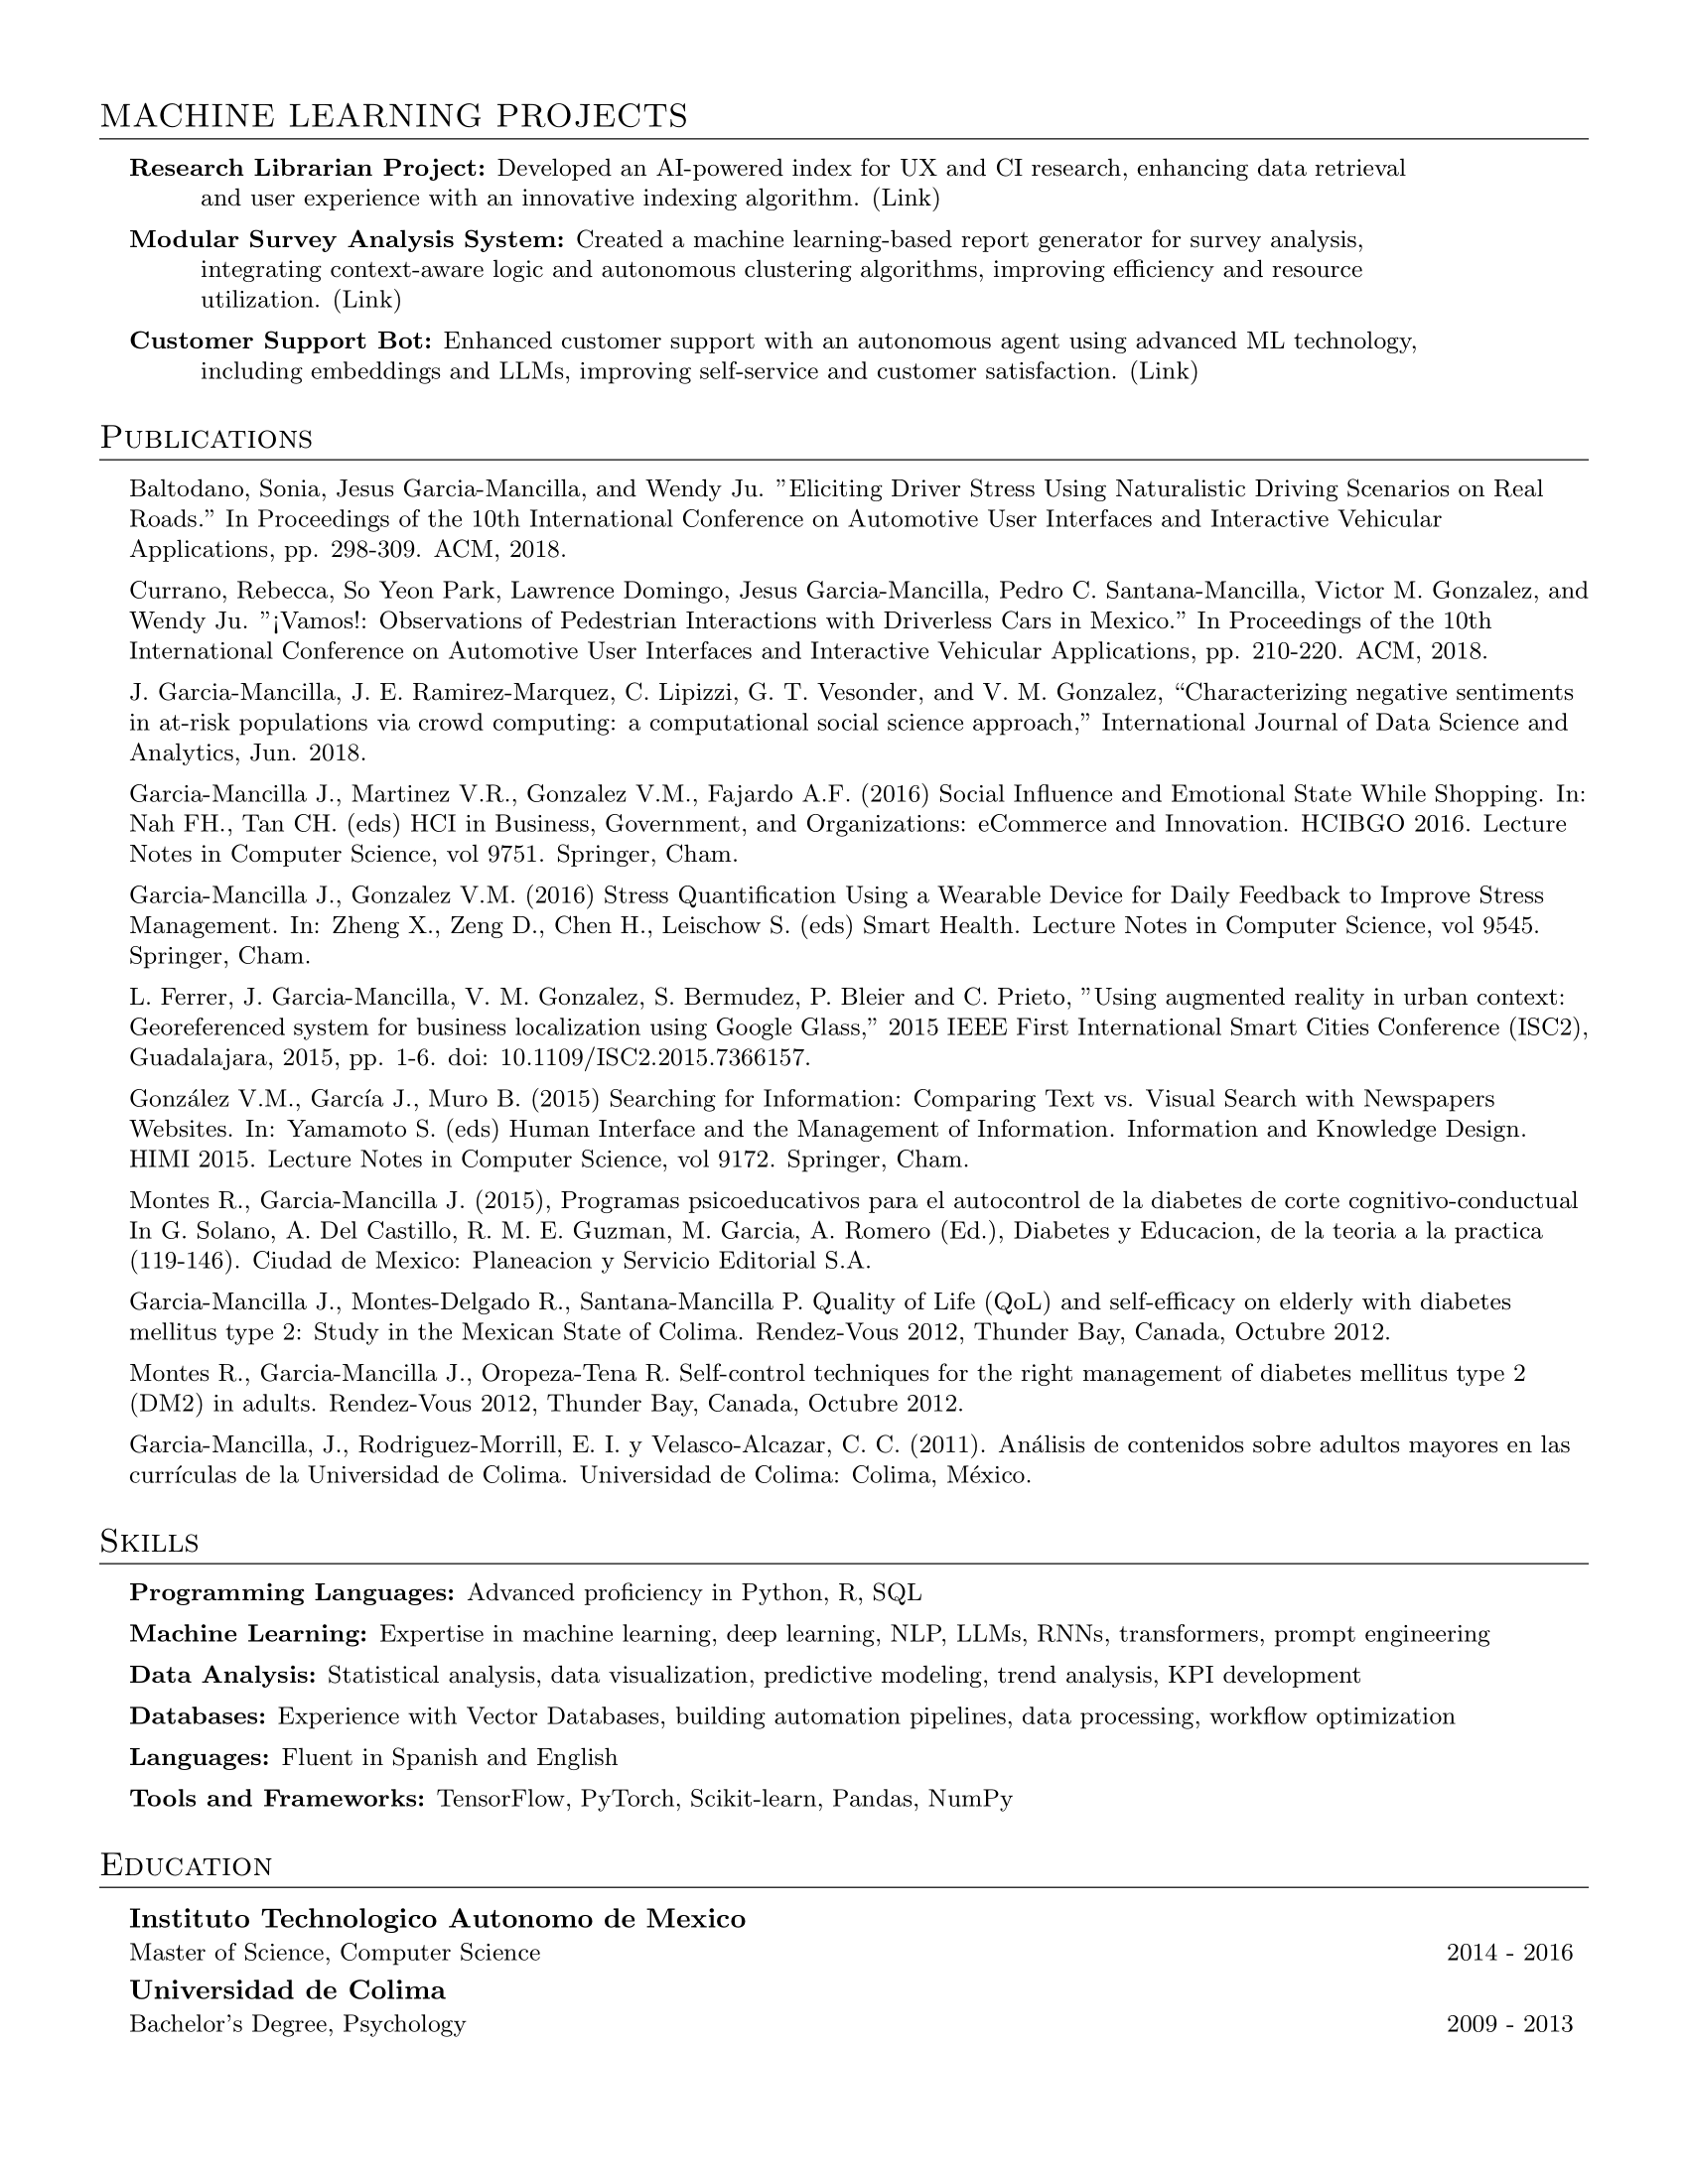 MACHINE LEARNING PROJECTS
Research Librarian Project: Developed an AI-powered index for UX and CI research, enhancing data retrieval
and user experience with an innovative indexing algorithm. (Link)
Modular Survey Analysis System: Created a machine learning-based report generator for survey analysis,
integrating context-aware logic and autonomous clustering algorithms, improving efficiency and resource
utilization. (Link)
Customer Support Bot: Enhanced customer support with an autonomous agent using advanced ML technology,
including embeddings and LLMs, improving self-service and customer satisfaction. (Link)
Publications
Baltodano, Sonia, Jesus Garcia-Mancilla, and Wendy Ju. ”Eliciting Driver Stress Using Naturalistic Driving Scenarios on Real
Roads.” In Proceedings of the 10th International Conference on Automotive User Interfaces and Interactive Vehicular
Applications, pp. 298-309. ACM, 2018.
Currano, Rebecca, So Yeon Park, Lawrence Domingo, Jesus Garcia-Mancilla, Pedro C. Santana-Mancilla, Victor M. Gonzalez, and
Wendy Ju. ”¡Vamos!: Observations of Pedestrian Interactions with Driverless Cars in Mexico.” In Proceedings of the 10th
International Conference on Automotive User Interfaces and Interactive Vehicular Applications, pp. 210-220. ACM, 2018.
J. Garcia-Mancilla, J. E. Ramirez-Marquez, C. Lipizzi, G. T. Vesonder, and V. M. Gonzalez, “Characterizing negative sentiments
in at-risk populations via crowd computing: a computational social science approach,” International Journal of Data Science and
Analytics, Jun. 2018.
Garcia-Mancilla J., Martinez V.R., Gonzalez V.M., Fajardo A.F. (2016) Social Influence and Emotional State While Shopping. In:
Nah FH., Tan CH. (eds) HCI in Business, Government, and Organizations: eCommerce and Innovation. HCIBGO 2016. Lecture
Notes in Computer Science, vol 9751. Springer, Cham.
Garcia-Mancilla J., Gonzalez V.M. (2016) Stress Quantification Using a Wearable Device for Daily Feedback to Improve Stress
Management. In: Zheng X., Zeng D., Chen H., Leischow S. (eds) Smart Health. Lecture Notes in Computer Science, vol 9545.
Springer, Cham.
L. Ferrer, J. Garcia-Mancilla, V. M. Gonzalez, S. Bermudez, P. Bleier and C. Prieto, ”Using augmented reality in urban context:
Georeferenced system for business localization using Google Glass,” 2015 IEEE First International Smart Cities Conference (ISC2),
Guadalajara, 2015, pp. 1-6. doi: 10.1109/ISC2.2015.7366157.
González V.M., García J., Muro B. (2015) Searching for Information: Comparing Text vs. Visual Search with Newspapers
Websites. In: Yamamoto S. (eds) Human Interface and the Management of Information. Information and Knowledge Design.
HIMI 2015. Lecture Notes in Computer Science, vol 9172. Springer, Cham.
Montes R., Garcia-Mancilla J. (2015), Programas psicoeducativos para el autocontrol de la diabetes de corte cognitivo-conductual
In G. Solano, A. Del Castillo, R. M. E. Guzman, M. Garcia, A. Romero (Ed.), Diabetes y Educacion, de la teoria a la practica
(119-146). Ciudad de Mexico: Planeacion y Servicio Editorial S.A.
Garcia-Mancilla J., Montes-Delgado R., Santana-Mancilla P. Quality of Life (QoL) and self-efficacy on elderly with diabetes
mellitus type 2: Study in the Mexican State of Colima. Rendez-Vous 2012, Thunder Bay, Canada, Octubre 2012.
Montes R., Garcia-Mancilla J., Oropeza-Tena R. Self-control techniques for the right management of diabetes mellitus type 2
(DM2) in adults. Rendez-Vous 2012, Thunder Bay, Canada, Octubre 2012.
Garcia-Mancilla, J., Rodriguez-Morrill, E. I. y Velasco-Alcazar, C. C. (2011). Análisis de contenidos sobre adultos mayores en las
currículas de la Universidad de Colima. Universidad de Colima: Colima, México.
Skills
Programming Languages: Advanced proficiency in Python, R, SQL
Machine Learning: Expertise in machine learning, deep learning, NLP, LLMs, RNNs, transformers, prompt engineering
Data Analysis: Statistical analysis, data visualization, predictive modeling, trend analysis, KPI development
Databases: Experience with Vector Databases, building automation pipelines, data processing, workflow optimization
Languages: Fluent in Spanish and English
Tools and Frameworks: TensorFlow, PyTorch, Scikit-learn, Pandas, NumPy
Education
Instituto Technologico Autonomo de Mexico
Master of Science, Computer Science 2014 - 2016
Universidad de Colima
Bachelor’s Degree, Psychology 2009 - 2013